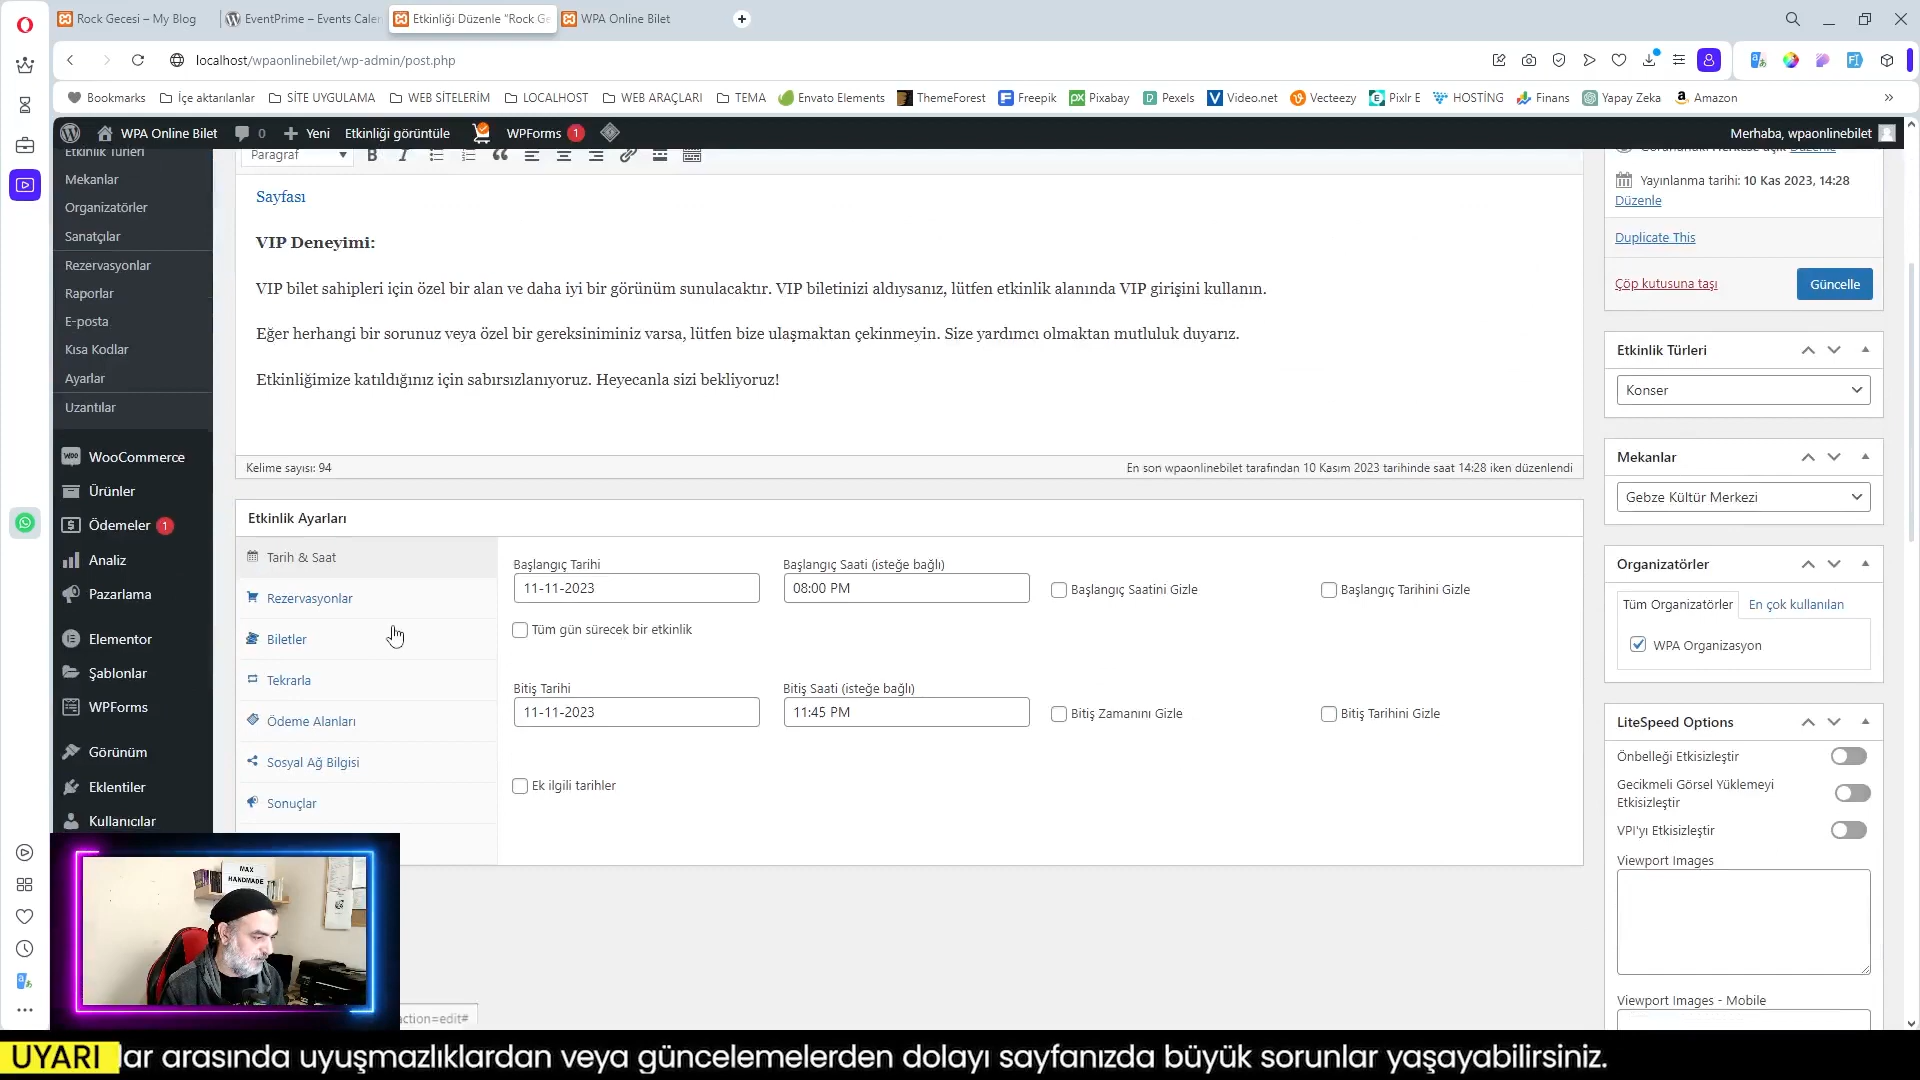 Rock Gecesi – My Blog
EventPrime – Events Caler
Etkinliği Düzenle "Rock Ge
WPA Online Bilet
localhost/wpaonlinebilet/wp-admin/post.php
Bookmarks
İçe aktarılanlar
SİTE UYGULAMA
WEB SİTELERİM
LOCALHOST
WEB ARAÇLARI
TEMA
Envato Elements
ThemeForest
Freepik
Pixabay
Pexels
Video.net
Vecteezy
Pixlr E
HOSTİNG
Finans
Yapay Zeka
Amazon
WPA Online Bilet
0
Yeni
Etkinliği görüntüle
WPForms 1
Merhaba, wpaonlinebilet
Etkinlik Türleri
Mekanlar
Organizatörler
Sanatçılar
Rezervasyonlar
Raporlar
E-posta
Kısa Kodlar
Ayarlar
Uzantılar
WooCommerce
Ürünler
Ödemeler 1
Analiz
Pazarlama
Elementor
Şablonlar
WPForms
Görünüm
Eklentiler
Kullanıcılar
Paragraf
Sayfası
VIP Deneyimi:
VIP bilet sahipleri için özel bir alan ve daha iyi bir görünüm sunulacaktır. VIP biletinizi aldıysanız, lütfen etkinlik alanında VIP girişini kullanın.
Eğer herhangi bir sorunuz veya özel bir gereksiniminiz varsa, lütfen bize ulaşmaktan çekinmeyin. Size yardımcı olmaktan mutluluk duyarız.
Etkinliğimize katıldığınız için sabırsızlanıyoruz. Heyecanla sizi bekliyoruz!
Kelime sayısı: 94
En son wpaonlinebilet tarafından 10 Kasım 2023 tarihinde saat 14:28 iken düzenlendi
Etkinlik Ayarları
Tarih & Saat
Rezervasyonlar
Biletler
Tekrarla
Ödeme Alanları
Sosyal Ağ Bilgisi
Sonuçlar
Başlangıç Tarihi
11-11-2023
Başlangıç Saati (isteğe bağlı)
08:00 PM
Başlangıç Saatini Gizle
Başlangıç Tarihini Gizle
Tüm gün sürecek bir etkinlik
Bitiş Tarihi
11-11-2023
Bitiş Saati (isteğe bağlı)
11:45 PM
Bitiş Zamanını Gizle
Bitiş Tarihini Gizle
Ek ilgili tarihler
Görünürlük: Herkese açık Düzenle
Yayınlanma tarihi: 10 Kas 2023, 14:28
Düzenle
Duplicate This
Çöp kutusuna taşı
Güncelle
Etkinlik Türleri
Konser
Mekanlar
Gebze Kültür Merkezi
Organizatörler
Tüm Organizatörler
En çok kullanılan
WPA Organizasyon
LiteSpeed Options
Önbelleği Etkisizleştir
Gecikmeli Görsel Yüklemeyi
Etkisizleştir
VPI'yı Etkisizleştir
Viewport Images
Viewport Images - Mobile
MAX
HANDMADE
action=edit#
UYARI lar arasında uyuşmazlıklardan veya güncelemelerden dolayı sayfanızda büyük sorunlar yaşayabilirsiniz.